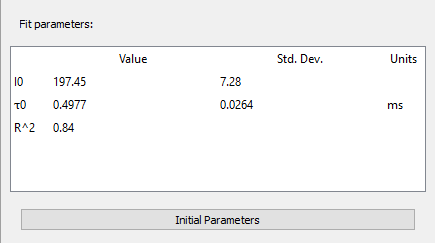 Fit parameters:
Value Std. Dev. Units
I0 197.45 7.28
τ0 0.4977 0.0264 ms
R^2 0.84
Initial Parameters